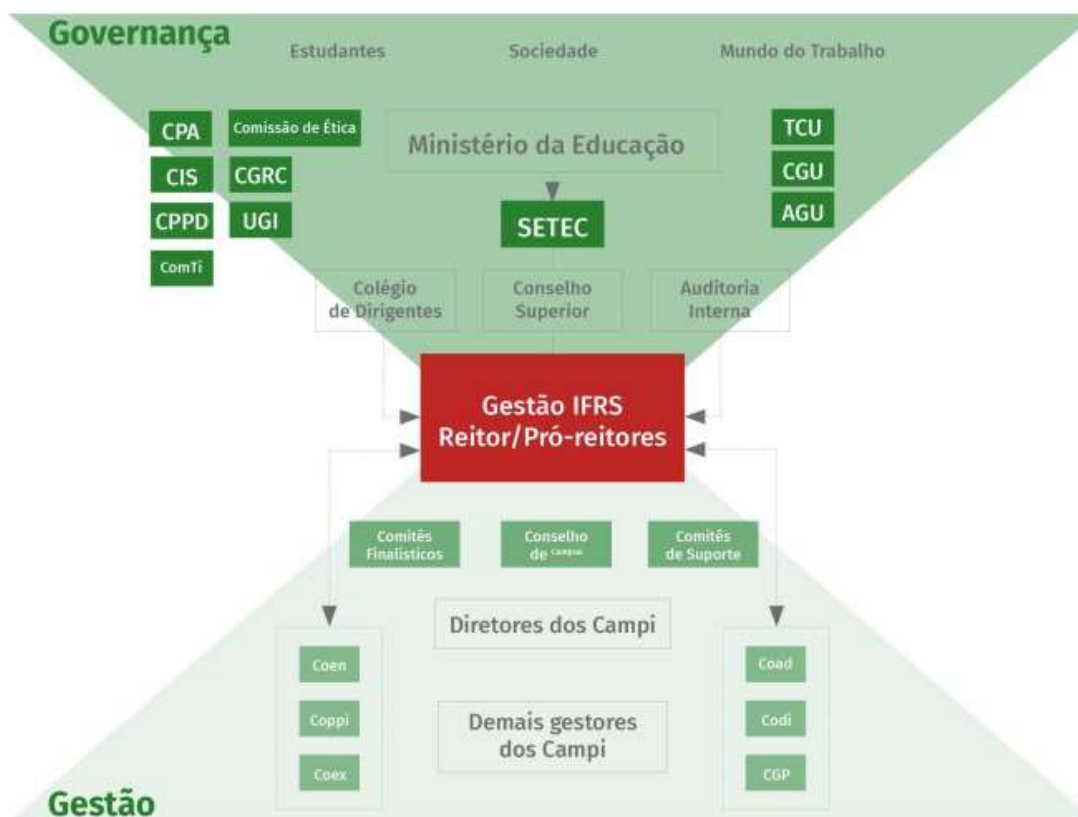 Governança
Estudantes
Sociedade
Mundo do Trabalho
CPA
Comissão de Ética
CIS
CGRC
CPPD
UGI
ComTi
Ministério da Educação
SETEC
TCU
CGU
AGU
Colégio
de Dirigentes
Conselho
Superior
Auditoria
Interna
Gestão IFRS
Reitor/Pró-reitores
Comitês
Finalisticos
Conselho
de Campus
Comitês
de Suporte
Diretores dos Campi
Demais gestores
dos Campi
Coen
Coppi
Coex
Coad
Codi
CGP
Gestão